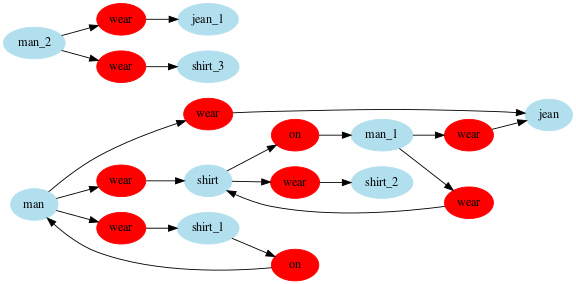 wear jean_1
man_2
wear shirt_3
wear jean
on man_1 wear
wear shirt wear shirt_2
man wear
wear shirt_1
on